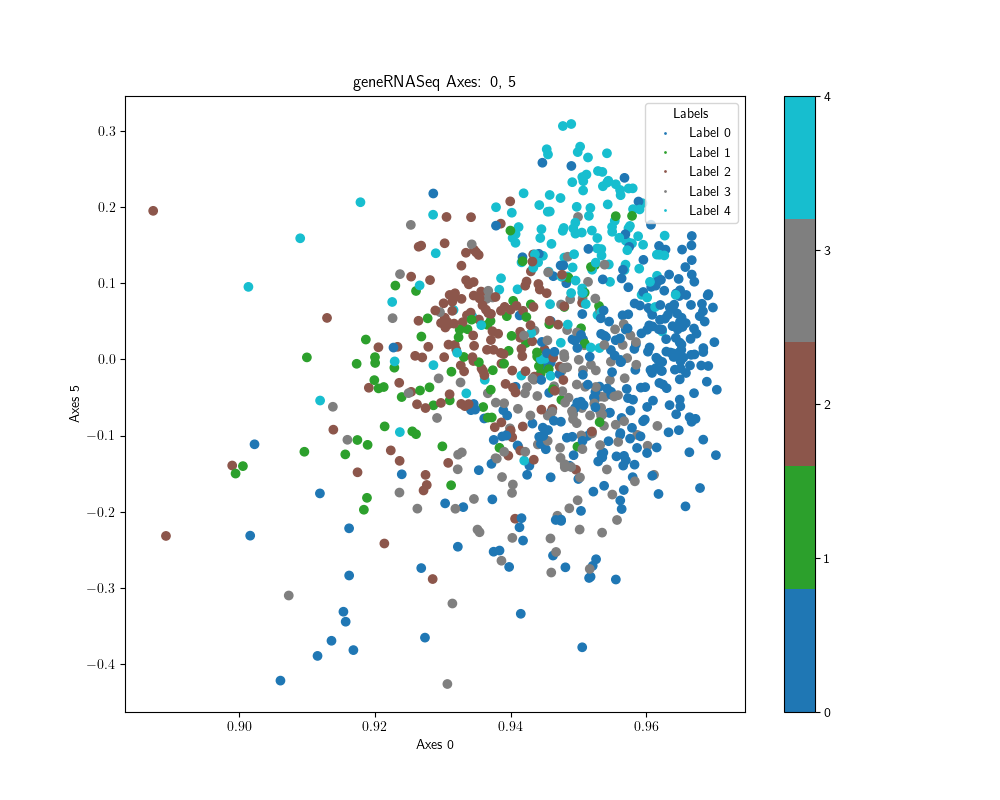 geneRNASeq Axes: 0, 5
Labels
Label 0
Label 1
Label 2
Label 3
Label 4
0.3
0.2
0.1
0.0
−0.1
−0.2
−0.3
−0.4
Axes 5
0.90 0.92 0.94 0.96
Axes 0
4
3
2
1
0